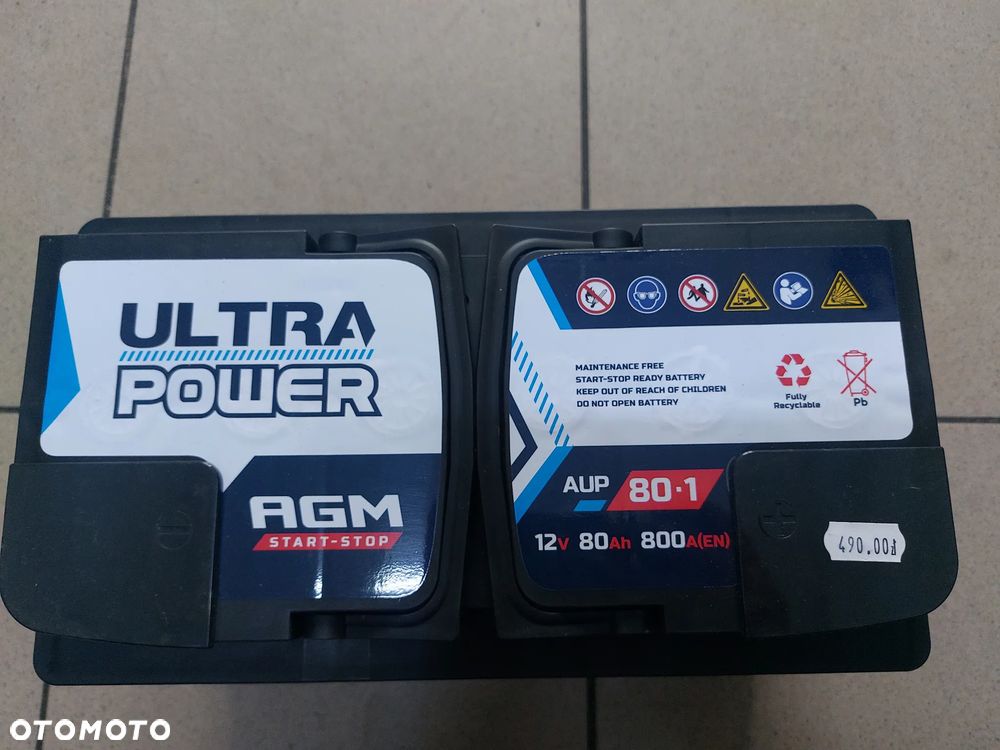 ULTRA
POWER
AGM
START-STOP
MAINTENANCE FREE
START-STOP READY BATTERY
KEEP OUT OF REACH OF CHILDREN
DO NOT OPEN BATTERY
Fully
Recyclable
Pb
AUP 80·1
12V 80Ah 800A(EN)
490.00zł
OTOMOTO